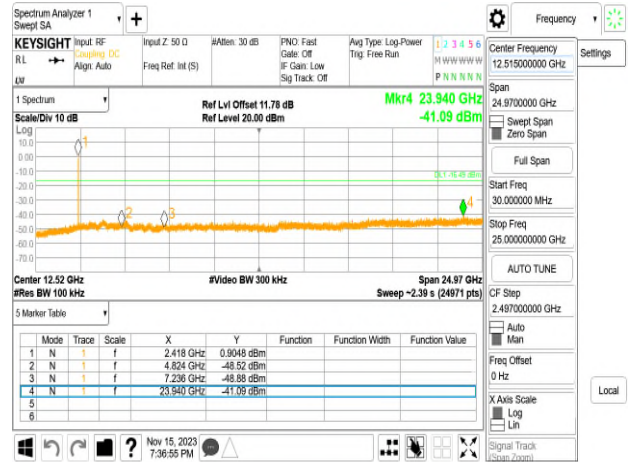 Spectrum Analyzer 1
Swept SA
+
KEYSIGHT
RL
Input: RF
Coupling: DC
Align: Auto
Input Z: 50 Ω
Freq Ref: Int (S)
#Atten: 30 dB
PNO: Fast
Gate: Off
IF Gain: Low
Sig Track: Off
Avg Type: Log-Power
Trig: Free Run
1 2 3 4 5 6
M W W W W W
P N N N N N
1 Spectrum
Scale/Div 10 dB
Ref Lvl Offset 11.78 dB
Ref Level 20.00 dBm
Mkr4 23.940 GHz
-41.09 dBm
Log
10.0
0.00
-10.0
-20.0
-30.0
-40.0
-50.0
-60.0
-70.0
1
2
3
4
DL1 -16.49 dBm
Center 12.52 GHz
#Res BW 100 kHz
#Video BW 300 kHz
Span 24.97 GHz
Sweep ~2.39 s (24971 pts)
5 Marker Table
Mode Trace Scale X Y Function Function Width Function Value
1 N 1 f 2.418 GHz 0.9048 dBm
2 N 1 f 4.824 GHz -48.52 dBm
3 N 1 f 7.236 GHz -48.88 dBm
4 N 1 f 23.940 GHz -41.09 dBm
5
6
?
Nov 15, 2023
7:36:55 PM
Frequency
Settings
Center Frequency
12.515000000 GHz
Span
24.9700000 GHz
Swept Span
Zero Span
Full Span
Start Freq
30.000000 MHz
Stop Freq
25.000000000 GHz
AUTO TUNE
CF Step
2.497000000 GHz
Auto
Man
Freq Offset
0 Hz
X Axis Scale
Log
Lin
Signal Track
(Span Zoom)
Local